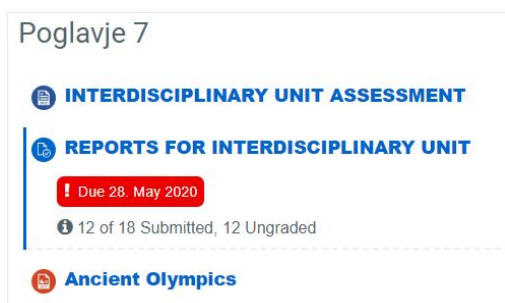 Poglavje 7
INTERDISCIPLINARY UNIT ASSESSMENT
REPORTS FOR INTERDISCIPLINARY UNIT
! Due 28. May 2020
12 of 18 Submitted, 12 Ungraded
Ancient Olympics